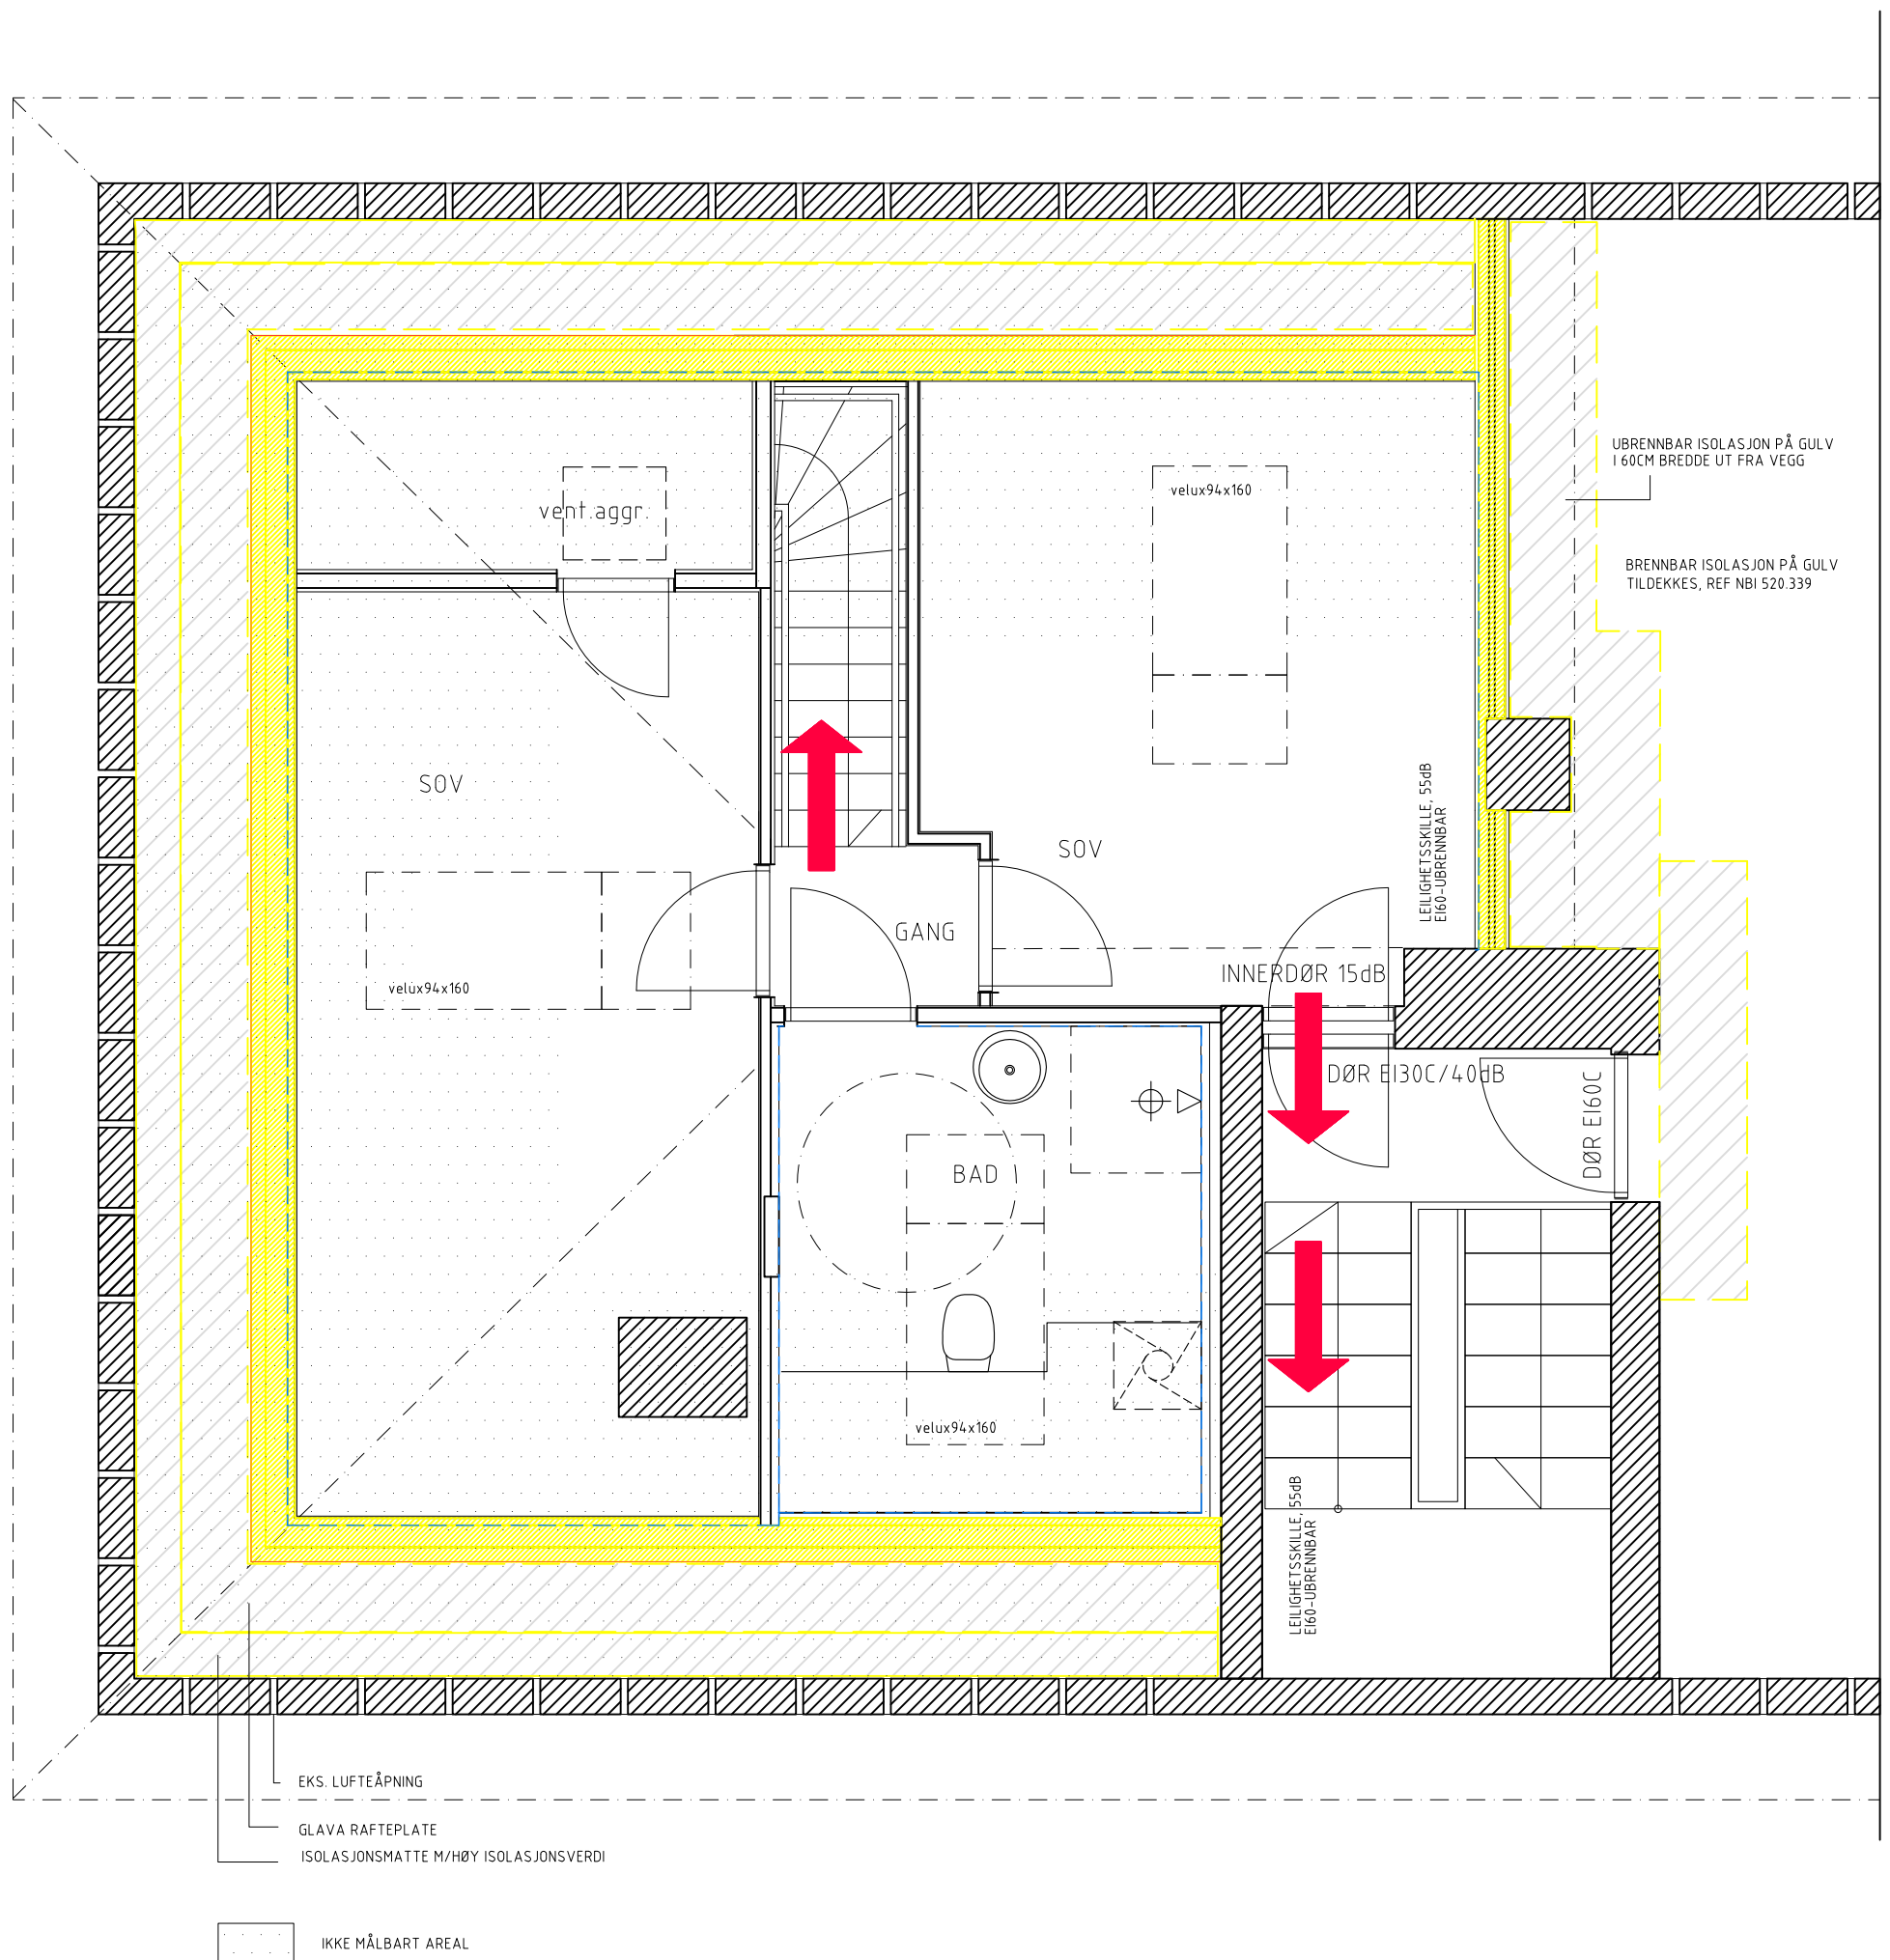 UBRENNBAR ISOLASJON PÅ GULV
I 60CM BREDDE UT FRA VEGG
velux94x160
vent.aggr.
BRENNBAR ISOLASJON PÅ GULV
TILDEKKES, REF NBI 520.339
SOV
LEILIGHETSSKILLE, 55dB
EI60-UBRENNBAR
SOV
GANG
INNERDØR 15dB
velux94x160
DØR EI30C/40dB
DØR EI60C
BAD
velux94x160
LEILIGHETSSKILLE, 55dB
EI60-UBRENNBAR
EKS. LUFTEÅPNING
GLAVA RAFTEPLATE
ISOLASJONSMATTE M/HØY ISOLASJONSVERDI
IKKE MÅLBART AREAL